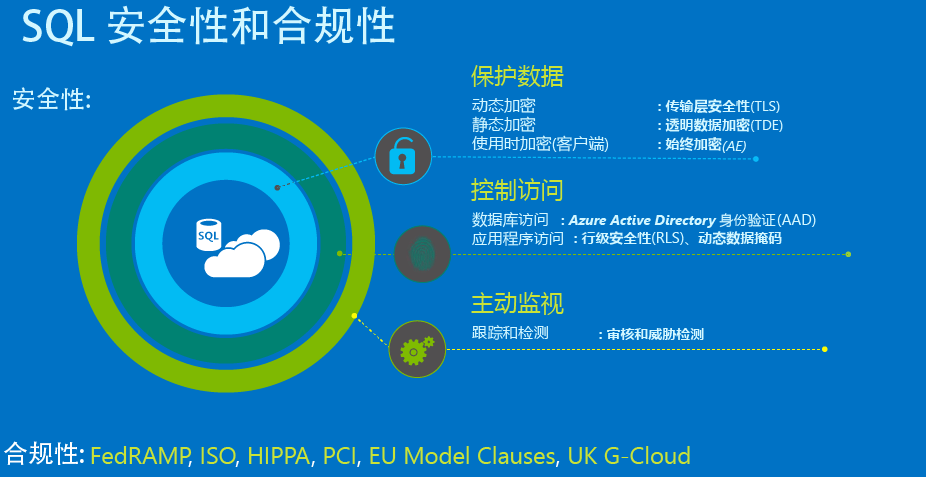 SQL 安全性和合规性
安全性:
保护数据
动态加密 : 传输层安全性(TLS)
静态加密 : 透明数据加密(TDE)
使用时加密(客户端) : 始终加密(AE)
SQL
控制访问
数据库访问 : Azure Active Directory 身份验证(AAD)
应用程序访问 : 行级安全性(RLS)、动态数据掩码
主动监视
跟踪和检测 : 审核和威胁检测
合规性: FedRAMP, ISO, HIPPA, PCI, EU Model Clauses, UK G-Cloud